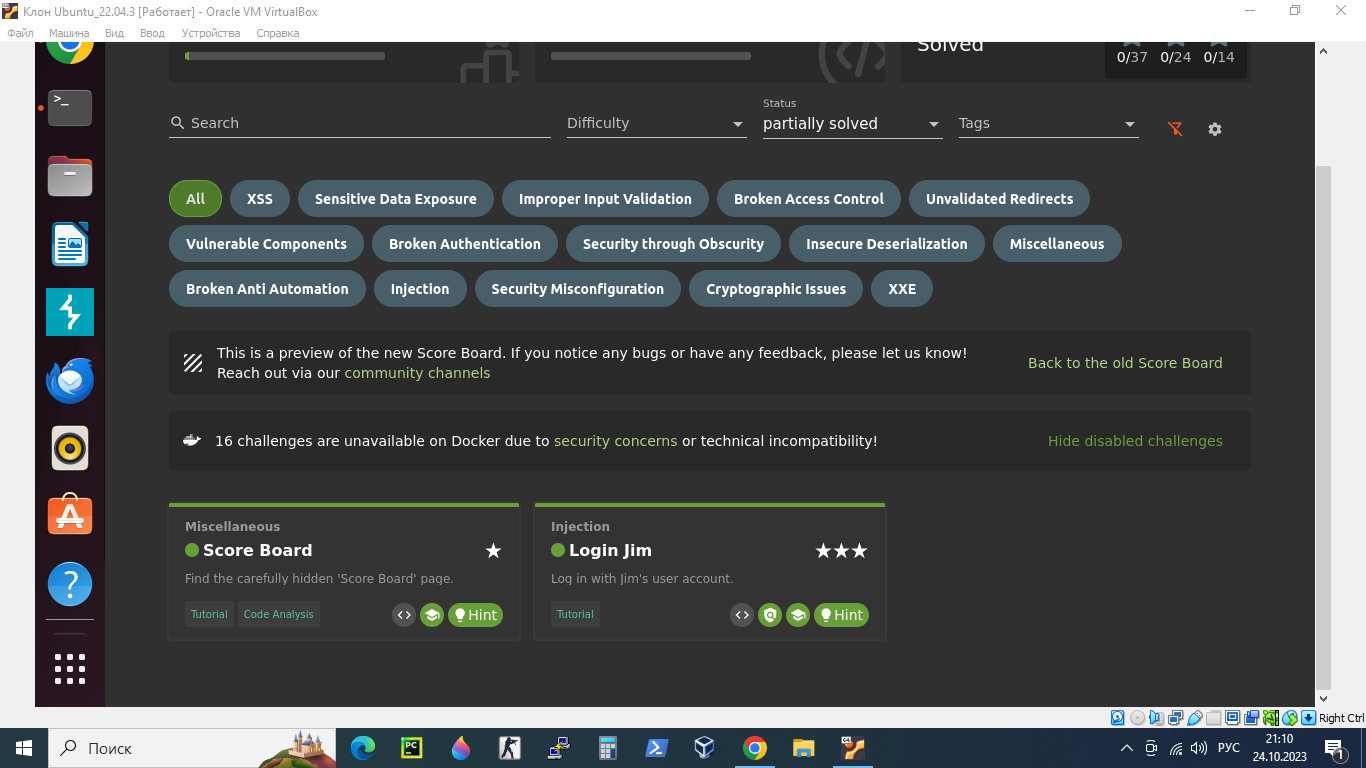 Клон Ubuntu_22.04.3 [Работает] - Oracle VM VirtualBox
Файл Машина Вид Ввод Устройства Справка
Solved
0/37 0/24 0/14
Search
Difficulty
Status
partially solved
Tags
All XSS Sensitive Data Exposure Improper Input Validation Broken Access Control Unvalidated Redirects
Vulnerable Components Broken Authentication Security through Obscurity Insecure Deserialization Miscellaneous
Broken Anti Automation Injection Security Misconfiguration Cryptographic Issues XXE
This is a preview of the new Score Board. If you notice any bugs or have any feedback, please let us know!
Reach out via our community channels
Back to the old Score Board
16 challenges are unavailable on Docker due to security concerns or technical incompatibility!
Hide disabled challenges
Miscellaneous
Score Board
Find the carefully hidden 'Score Board' page.
Tutorial Code Analysis
Hint
Injection
Login Jim
Log in with Jim's user account.
Tutorial
Hint
Right Ctrl
Поиск
РУС
21:10
24.10.2023
1